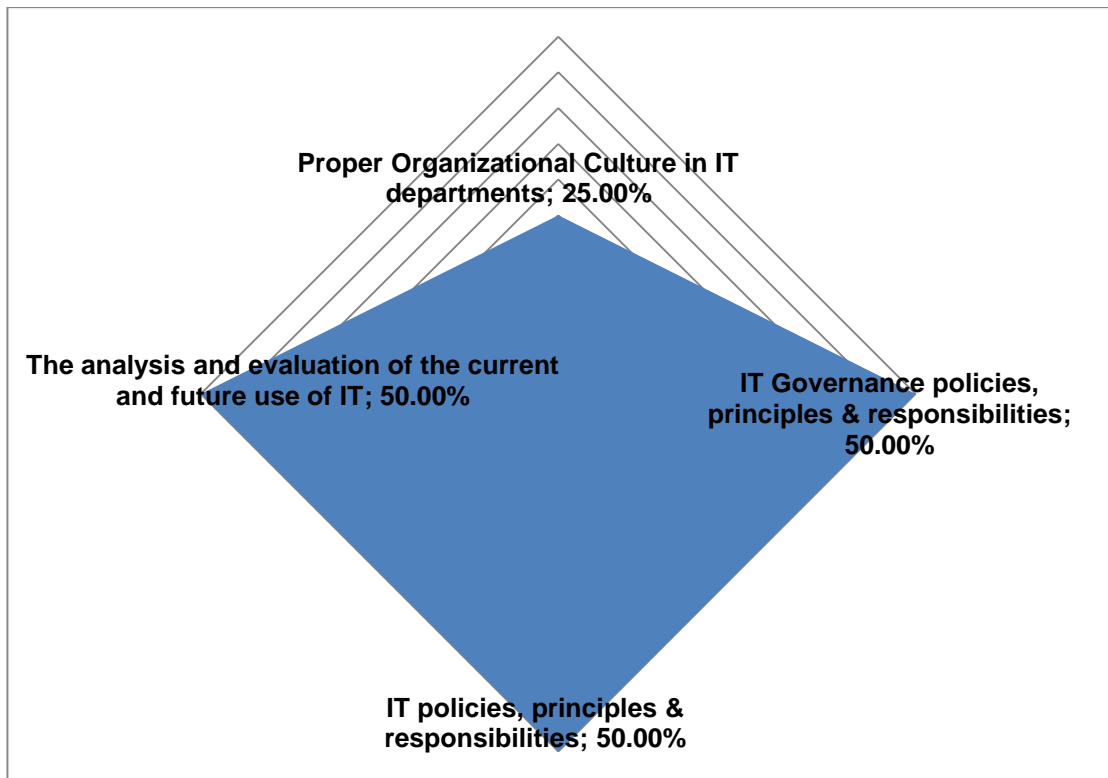 Proper Organizational Culture in IT
departments; 25.00%
The analysis and evaluation of the current
and future use of IT; 50.00%
IT Governance policies,
principles & responsibilities;
50.00%
IT policies, principles &
responsibilities; 50.00%